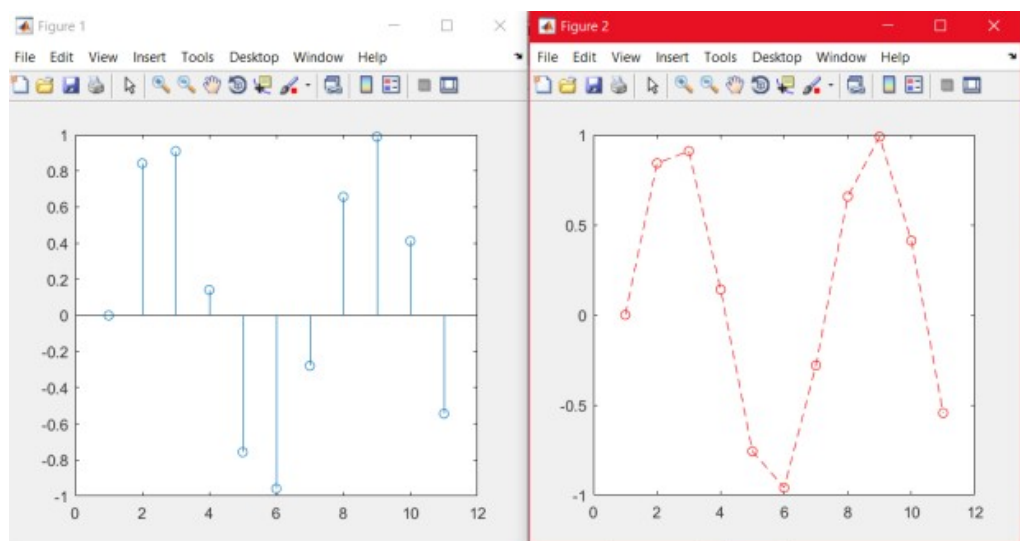 Figure 1
File Edit View Insert Tools Desktop Window Help
1
0.8
0.6
0.4
0.2
0
-0.2
-0.4
-0.6
-0.8
-1
0 2 4 6 8 10 12
Figure 2
File Edit View Insert Tools Desktop Window Help
1
0.5
0
-0.5
-1
0 2 4 6 8 10 12